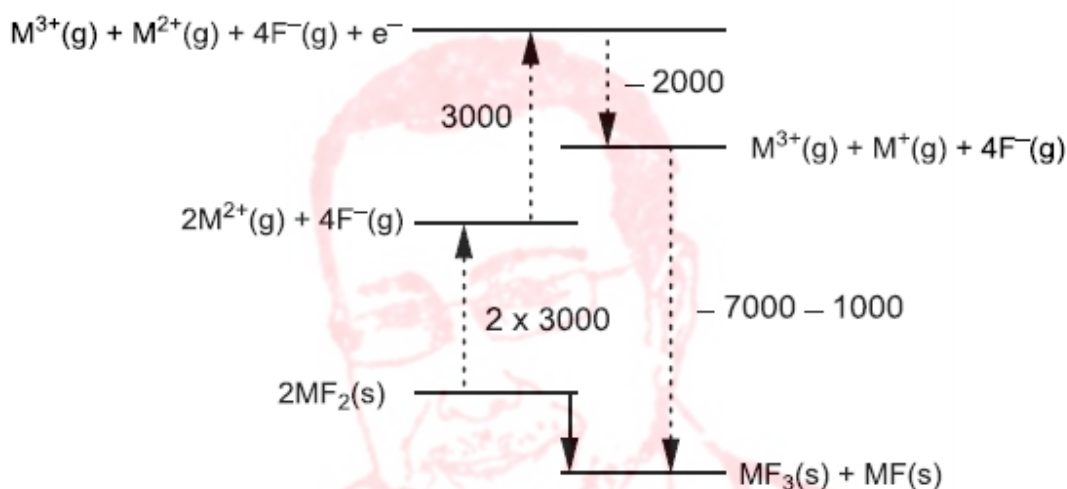 M³⁺(g) + M²⁺(g) + 4F⁻(g) + e⁻
– 2000
3000
M³⁺(g) + M⁺(g) + 4F⁻(g)
2M²⁺(g) + 4F⁻(g)
2 x 3000
– 7000 – 1000
2MF₂(s)
MF₃(s) + MF(s)